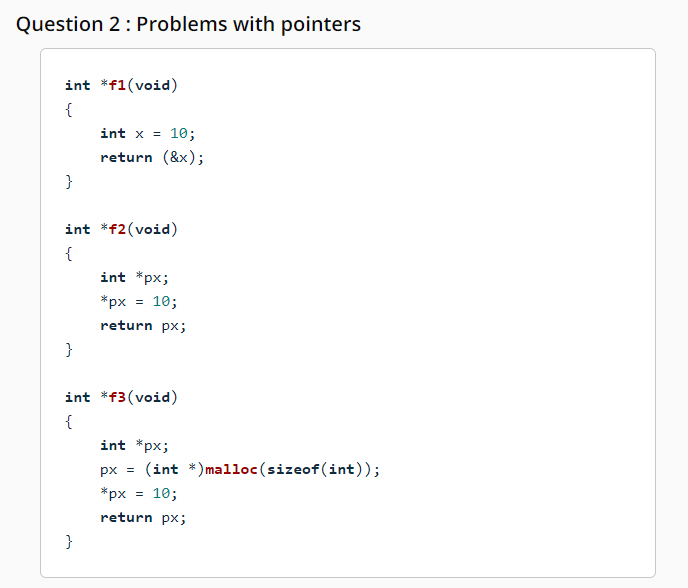 Question 2 : Problems with pointers
int *f1(void)
{
    int x = 10;
    return (&x);
}
int *f2(void)
{
    int *px;
    *px = 10;
    return px;
}
int *f3(void)
{
    int *px;
    px = (int *)malloc(sizeof(int));
    *px = 10;
    return px;
}